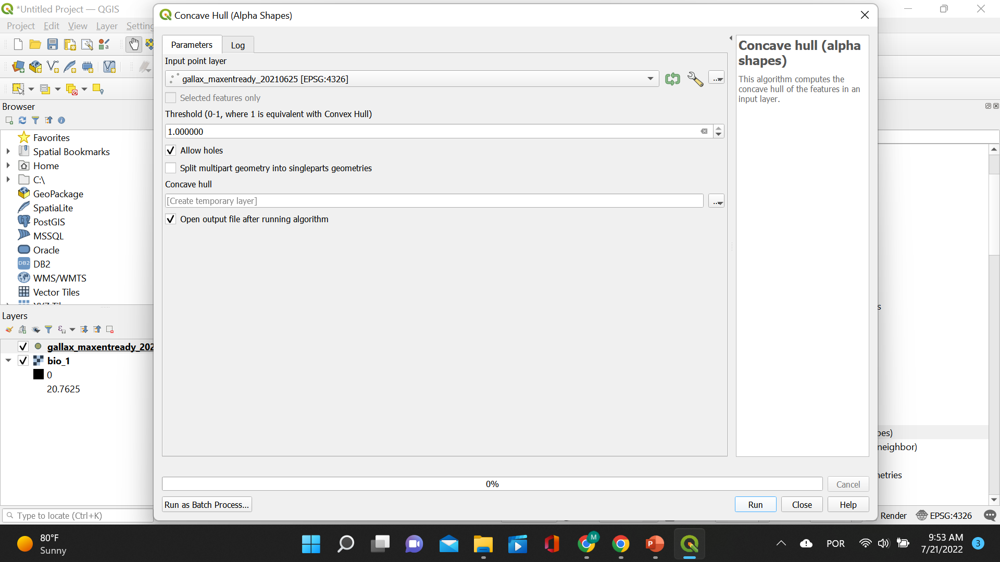 *Untitled Project — QGIS
Project Edit View Layer Setting
Concave Hull (Alpha Shapes)
Parameters
Log
Input point layer
gallax_maxentready_20210625 [EPSG:4326]
Selected features only
Threshold (0-1, where 1 is equivalent with Convex Hull)
1.000000
Allow holes
Split multipart geometry into singleparts geometries
Concave hull
[Create temporary layer]
Open output file after running algorithm
Concave hull (alpha
shapes)
This algorithm computes the
concave hull of the features in an
input layer.
Browser
Favorites
Spatial Bookmarks
Home
C:\
GeoPackage
SpatiaLite
PostGIS
MSSQL
Oracle
DB2
DB2
WMS/WMTS
Vector Tiles
Layers
gallax_maxentready_202
bio_1
0
20.7625
s
pes)
neighbor)
netries
0%
Cancel
Run as Batch Process...
Run
Close
Help
Type to locate (Ctrl+K)
Render
EPSG:4326
80°F
Sunny
M
P
POR
9:53 AM
7/21/2022
3